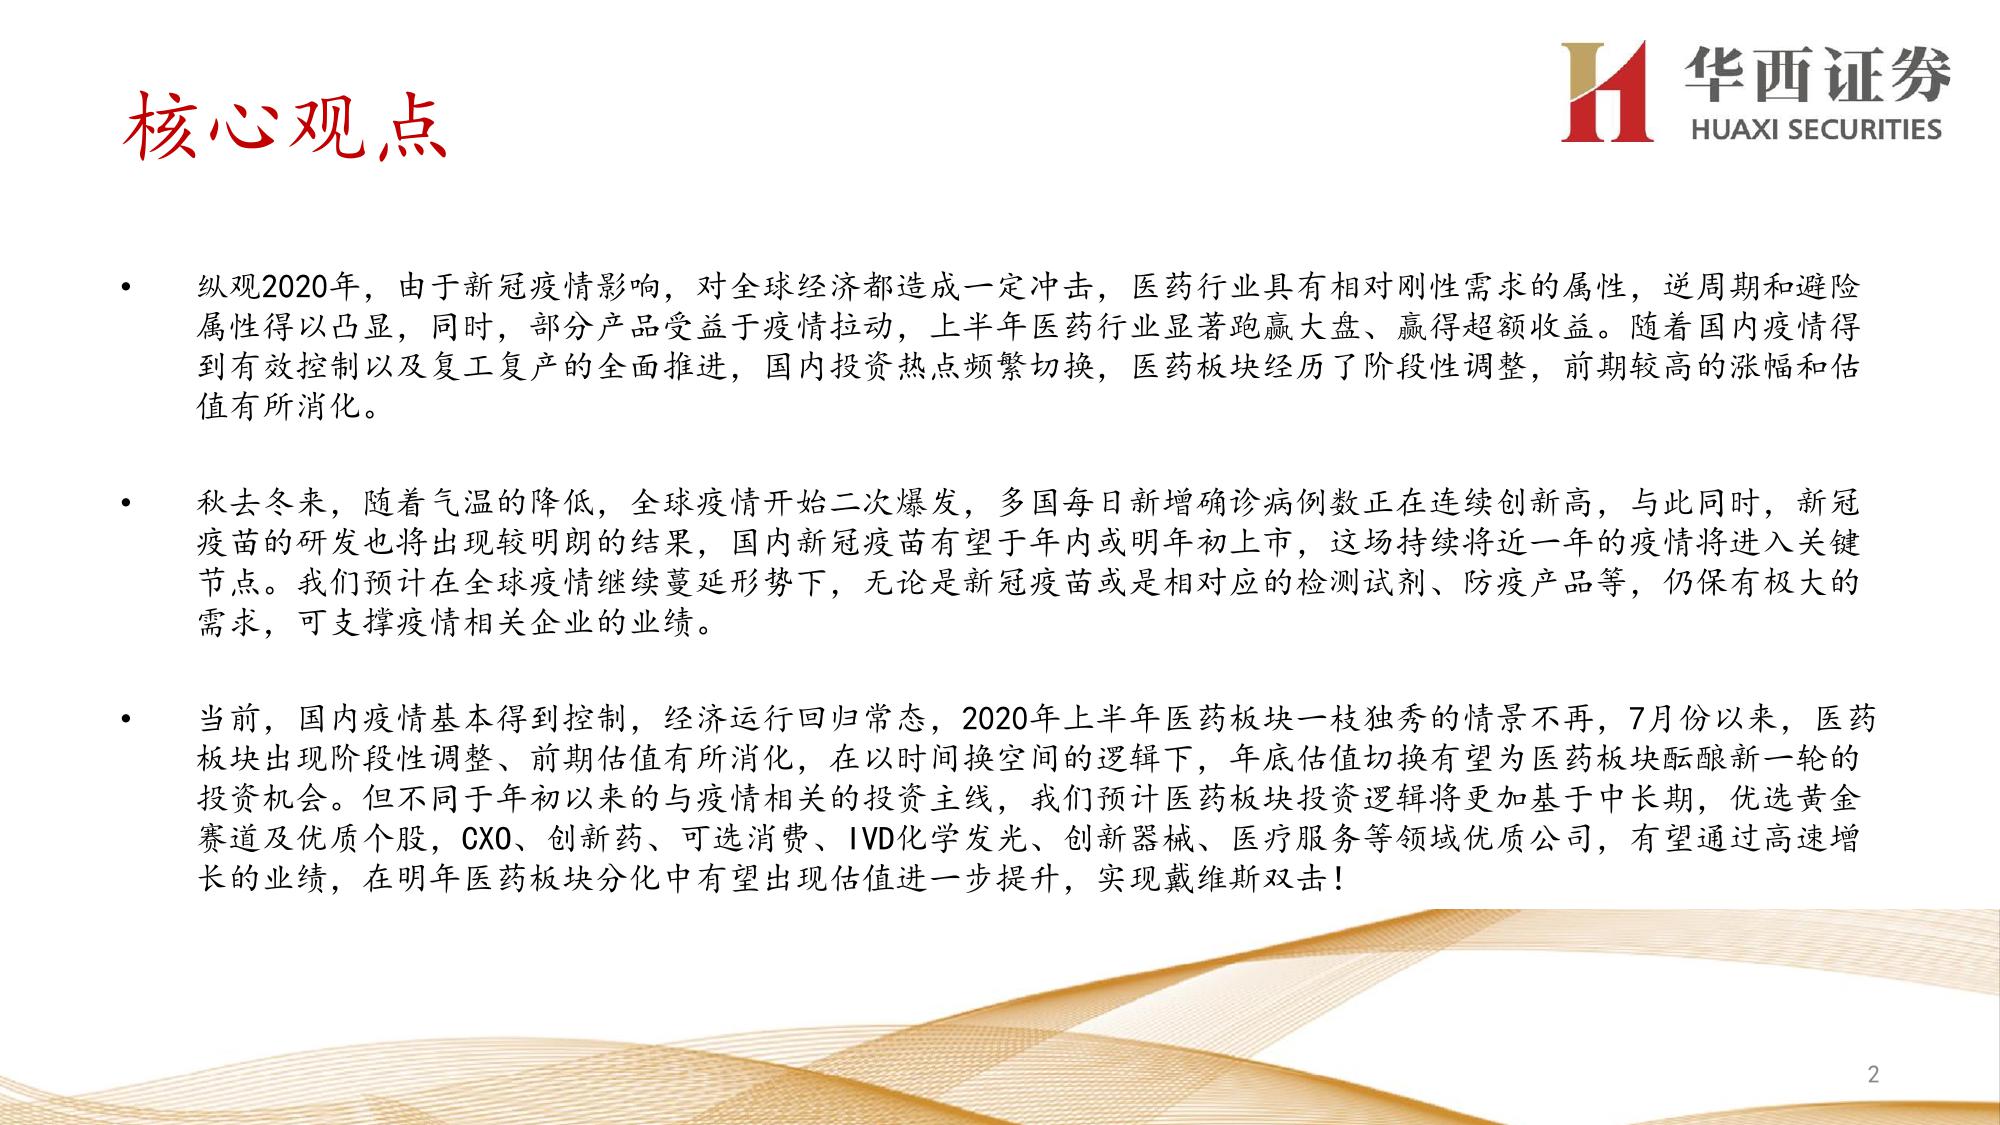 华西证券
HUAXI SECURITIES
核心观点
• 纵观2020年，由于新冠疫情影响，对全球经济都造成一定冲击，医药行业具有相对刚性需求的属性，逆周期和避险
属性得以凸显，同时，部分产品受益于疫情拉动，上半年医药行业显著跑赢大盘、赢得超额收益。随着国内疫情得
到有效控制以及复工复产的全面推进，国内投资热点频繁切换，医药板块经历了阶段性调整，前期较高的涨幅和估
值有所消化。
• 秋去冬来，随着气温的降低，全球疫情开始二次爆发，多国每日新增确诊病例数正在连续创新高，与此同时，新冠
疫苗的研发也将出现较明朗的结果，国内新冠疫苗有望于年内或明年初上市，这场持续将近一年的疫情将进入关键
节点。我们预计在全球疫情继续蔓延形势下，无论是新冠疫苗或是相对应的检测试剂、防疫产品等，仍保有极大的
需求，可支撑疫情相关企业的业绩。
• 当前，国内疫情基本得到控制，经济运行回归常态，2020年上半年医药板块一枝独秀的情景不再，7月份以来，医药
板块出现阶段性调整、前期估值有所消化，在以时间换空间的逻辑下，年底估值切换有望为医药板块酝酿新一轮的
投资机会。但不同于年初以来的与疫情相关的投资主线，我们预计医药板块投资逻辑将更加基于中长期，优选黄金
赛道及优质个股，CXO、创新药、可选消费、IVD化学发光、创新器械、医疗服务等领域优质公司，有望通过高速增
长的业绩，在明年医药板块分化中有望出现估值进一步提升，实现戴维斯双击！
2